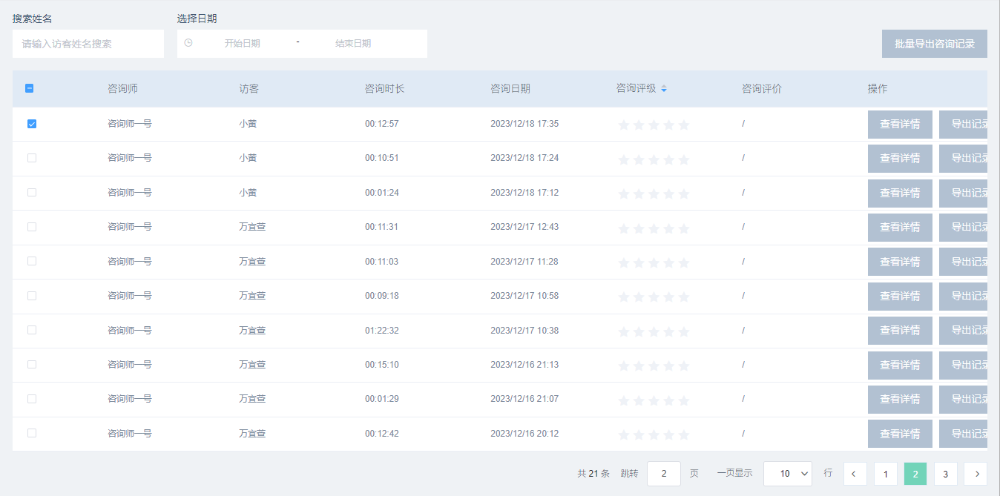 搜索姓名 选择日期
请输入访客姓名搜索 开始日期 - 结束日期 批量导出咨询记录
咨询师 访客 咨询时长 咨询日期 咨询评级 咨询评价 操作
咨询师一号 小黄 00:12:57 2023/12/18 17:35 / 查看详情 导出记录
咨询师一号 小黄 00:10:51 2023/12/18 17:24 / 查看详情 导出记录
咨询师一号 小黄 00:01:24 2023/12/18 17:12 / 查看详情 导出记录
咨询师一号 万宜萱 00:11:31 2023/12/17 12:43 / 查看详情 导出记录
咨询师一号 万宜萱 00:11:03 2023/12/17 11:28 / 查看详情 导出记录
咨询师一号 万宜萱 00:09:18 2023/12/17 10:58 / 查看详情 导出记录
咨询师一号 万宜萱 01:22:32 2023/12/17 10:38 / 查看详情 导出记录
咨询师一号 万宜萱 00:15:10 2023/12/16 21:13 / 查看详情 导出记录
咨询师一号 万宜萱 00:01:29 2023/12/16 21:07 / 查看详情 导出记录
咨询师一号 万宜萱 00:12:42 2023/12/16 20:12 / 查看详情 导出记录
共 21 条 跳转 2 页 一页显示 10 行 1 2 3